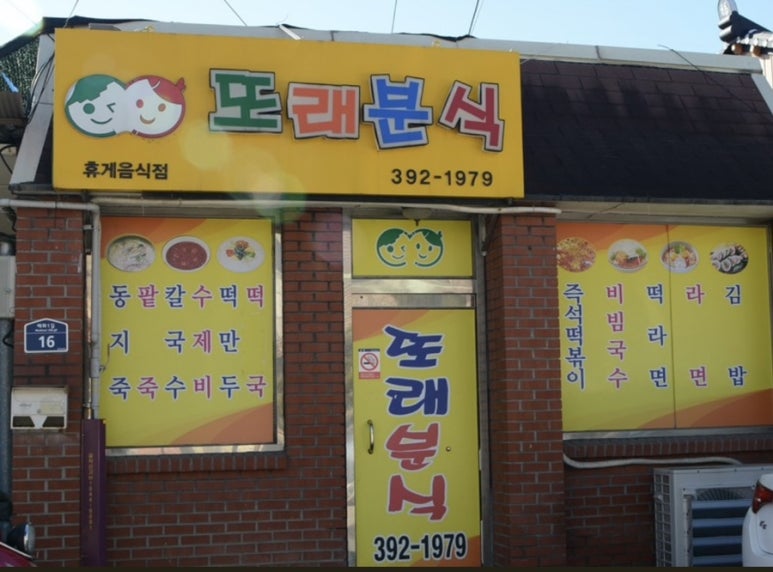 또래분식
휴게음식점
392-1979
동지죽
팥죽
칼국수
수제비
떡만두
떡국
16
또래분식
392-1979
즉석떡볶이
비빔국수
떡라면
라면
김밥